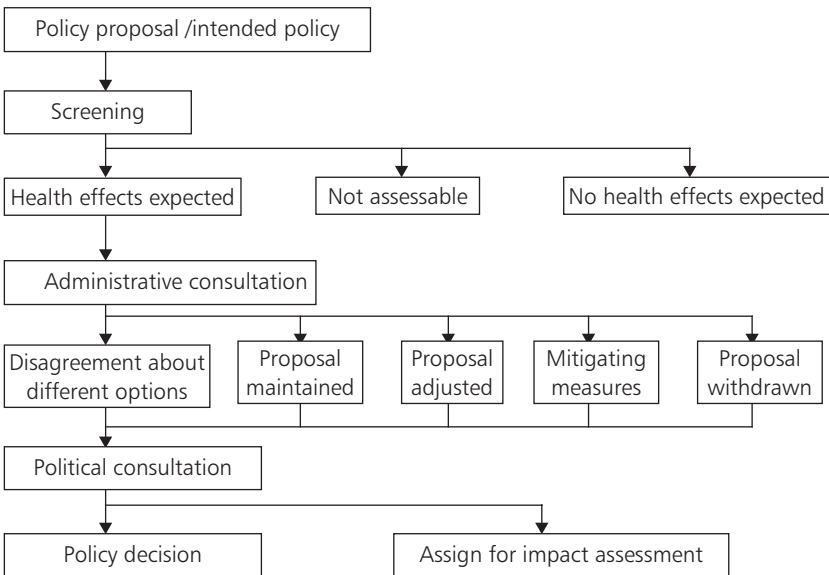 Policy proposal /intended policy
Screening
Health effects expected
Not assessable
No health effects expected
Administrative consultation
Disagreement about
different options
Proposal
maintained
Proposal
adjusted
Mitigating
measures
Proposal
withdrawn
Political consultation
Policy decision
Assign for impact assessment